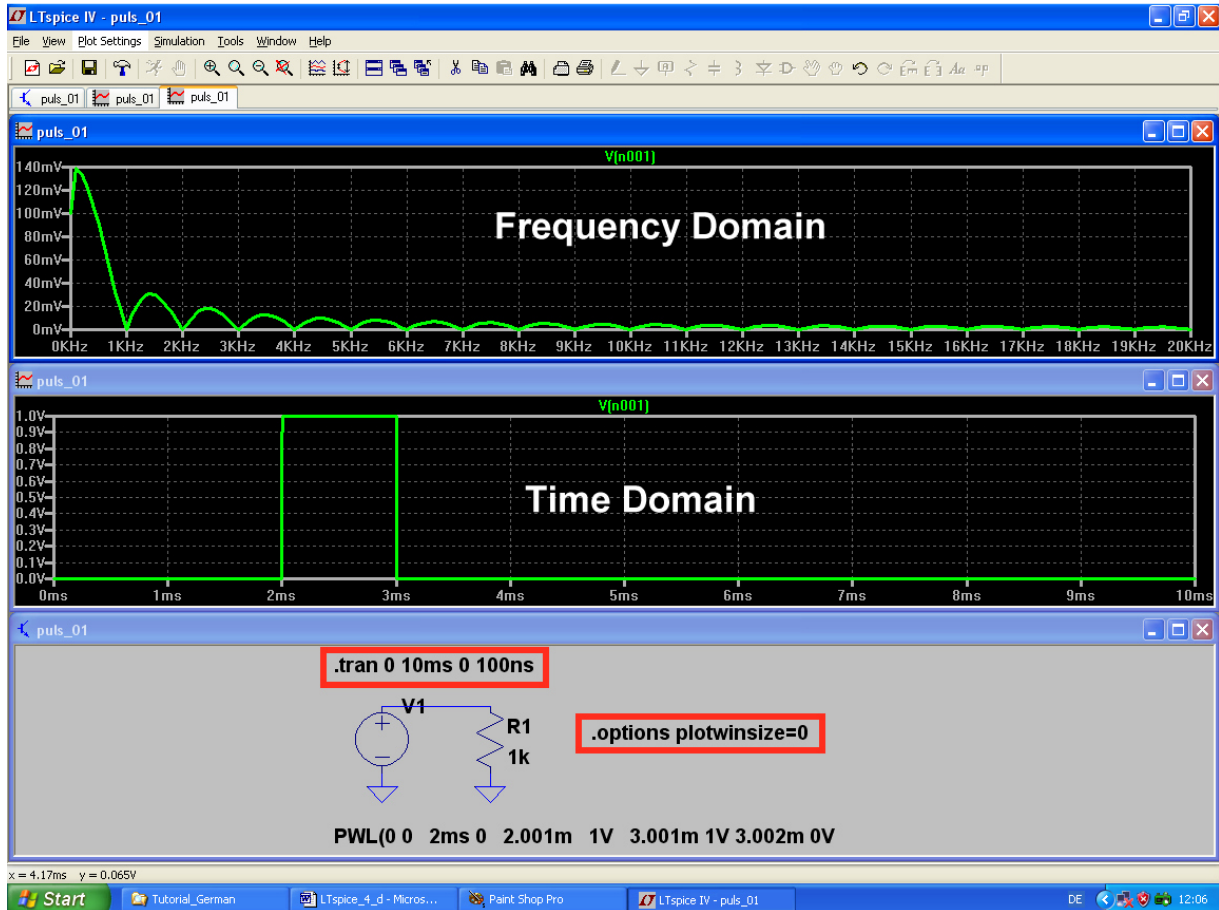 LTspice IV - puls_01
File View Plot Settings Simulation Tools Window Help
puls_01 puls_01 puls_01
puls_01
V(n001)
140mV
120mV
100mV
80mV
60mV
40mV
20mV
0mV
Frequency Domain
0KHz 1KHz 2KHz 3KHz 4KHz 5KHz 6KHz 7KHz 8KHz 9KHz 10KHz 11KHz 12KHz 13KHz 14KHz 15KHz 16KHz 17KHz 18KHz 19KHz 20KHz
puls_01
V(n001)
1.0V
0.9V
0.8V
0.7V
0.6V
0.5V
0.4V
0.3V
0.2V
0.1V
0.0V
Time Domain
0ms 1ms 2ms 3ms 4ms 5ms 6ms 7ms 8ms 9ms 10ms
puls_01
.tran 0 10ms 0 100ns
V1
R1
1k
.options plotwinsize=0
PWL(0 0 2ms 0 2.001m 1V 3.001m 1V 3.002m 0V
x = 4.17ms y = 0.065V
Start Tutorial_German LTspice_4_d - Micros... Paint Shop Pro LTspice IV - puls_01 DE 12:06